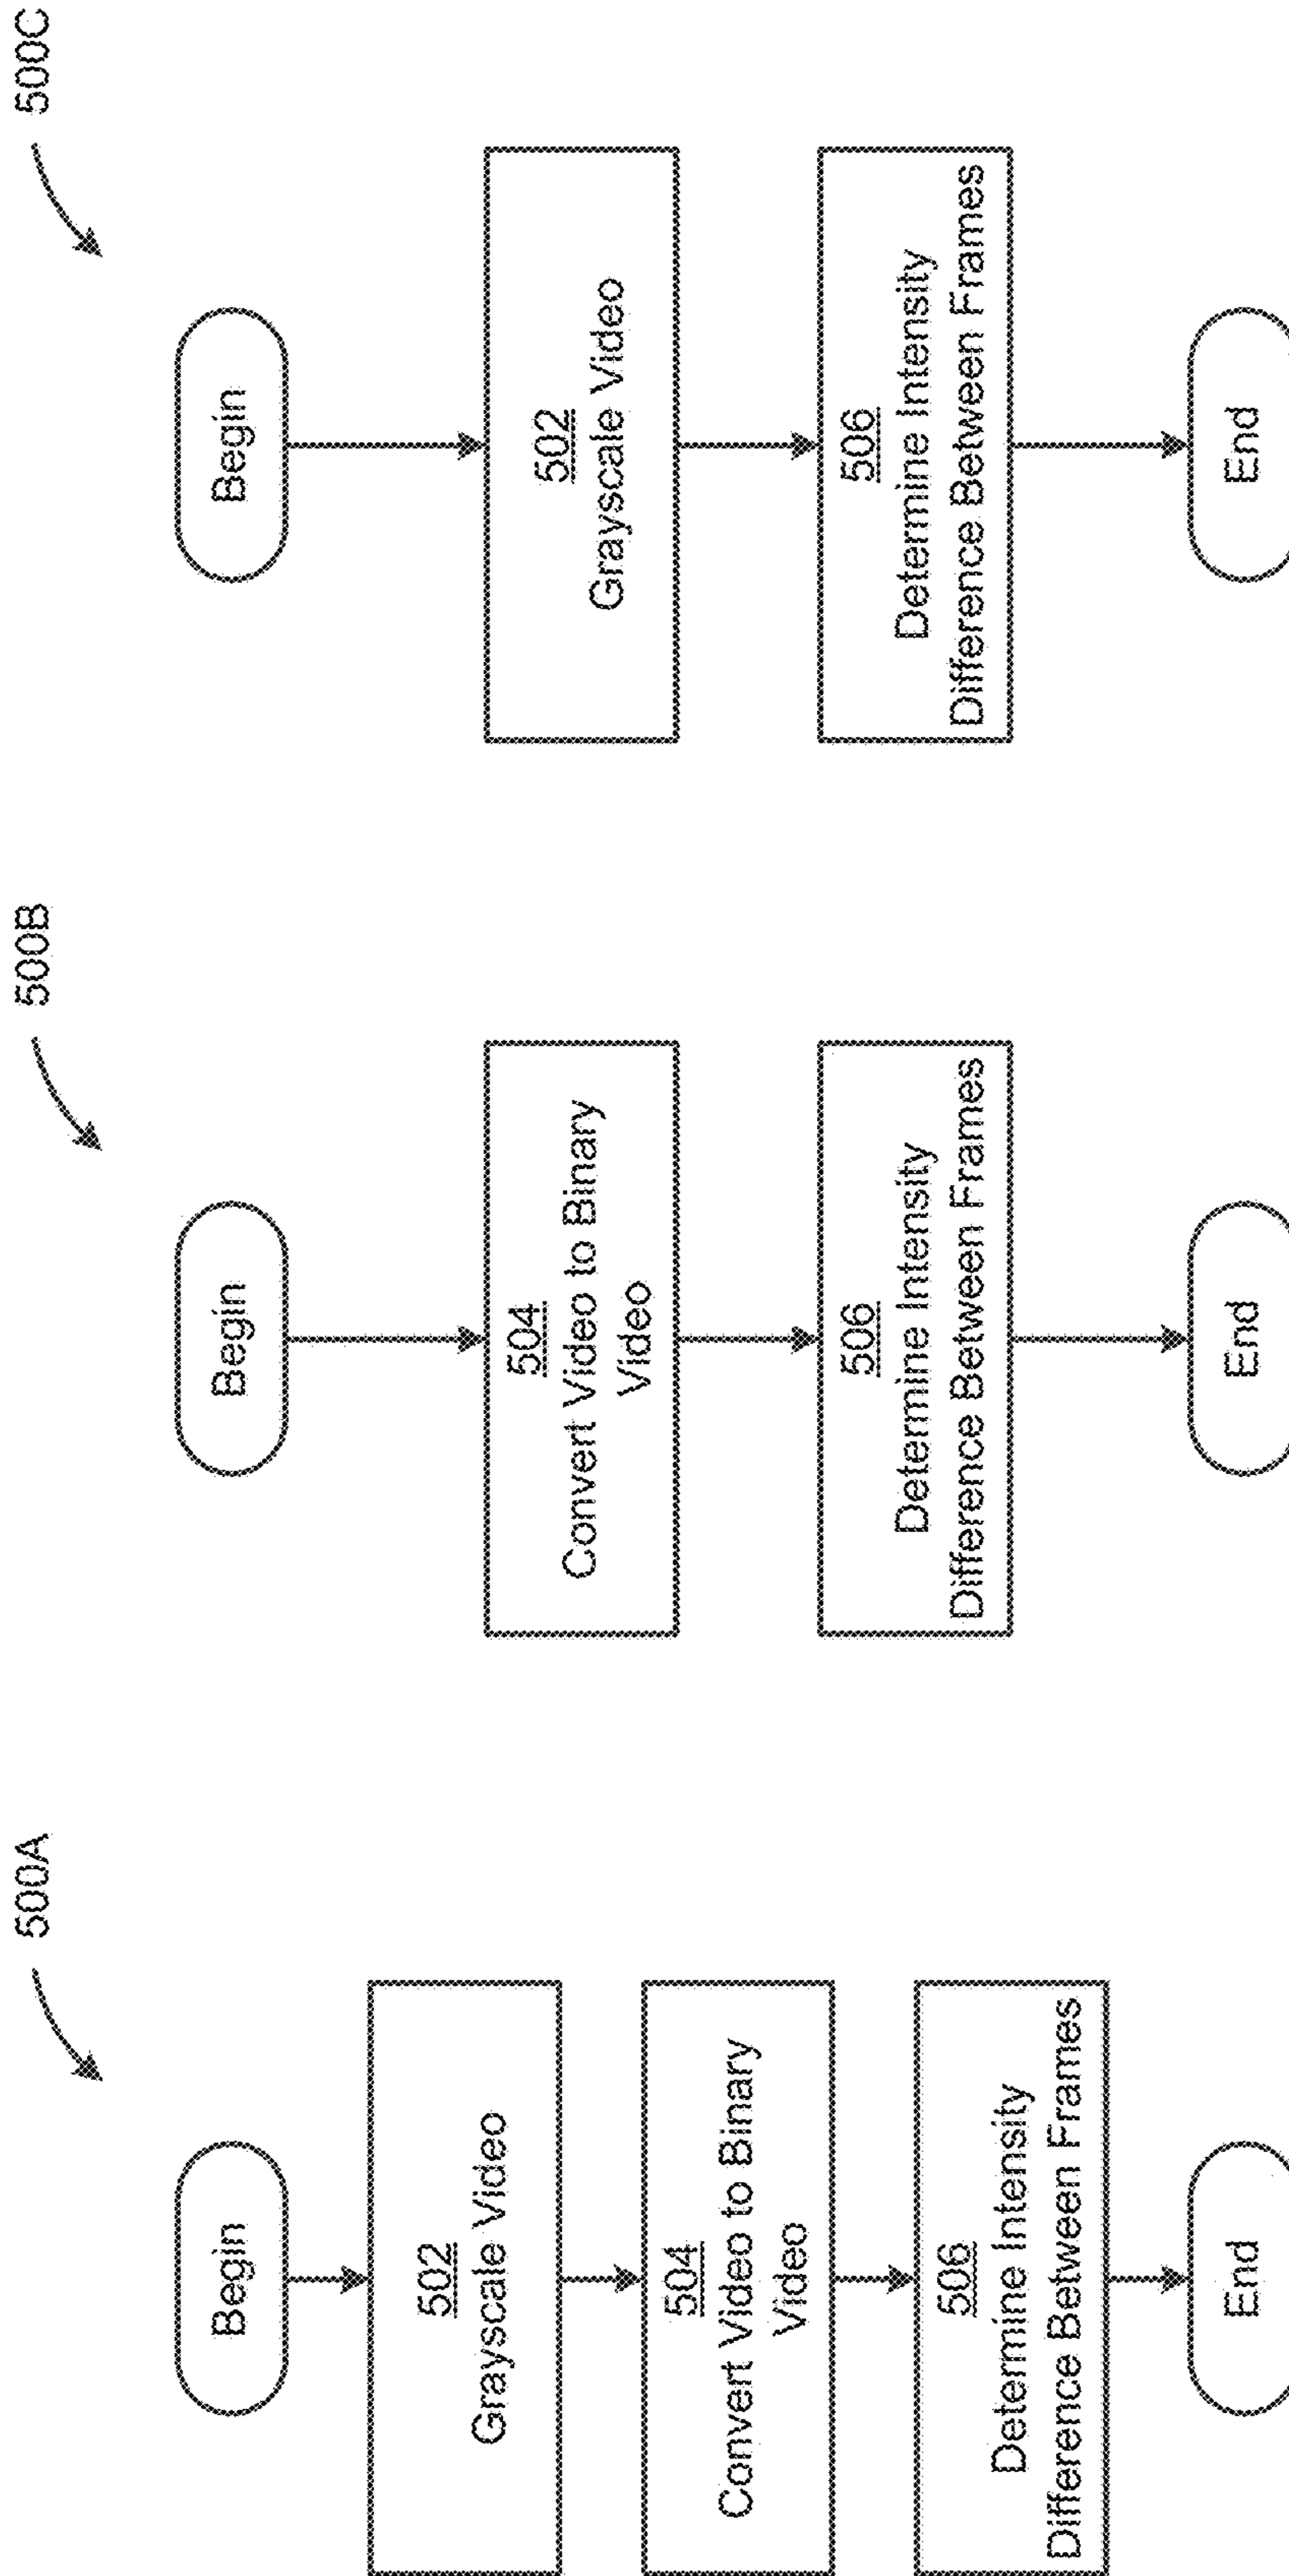 500A
Begin
502
Grayscale Video
504
Convert Video to Binary
Video
506
Determine Intensity
Difference Between Frames
End
500B
Begin
504
Convert Video to Binary
Video
506
Determine Intensity
Difference Between Frames
End
500C
Begin
502
Grayscale Video
506
Determine Intensity
Difference Between Frames
End